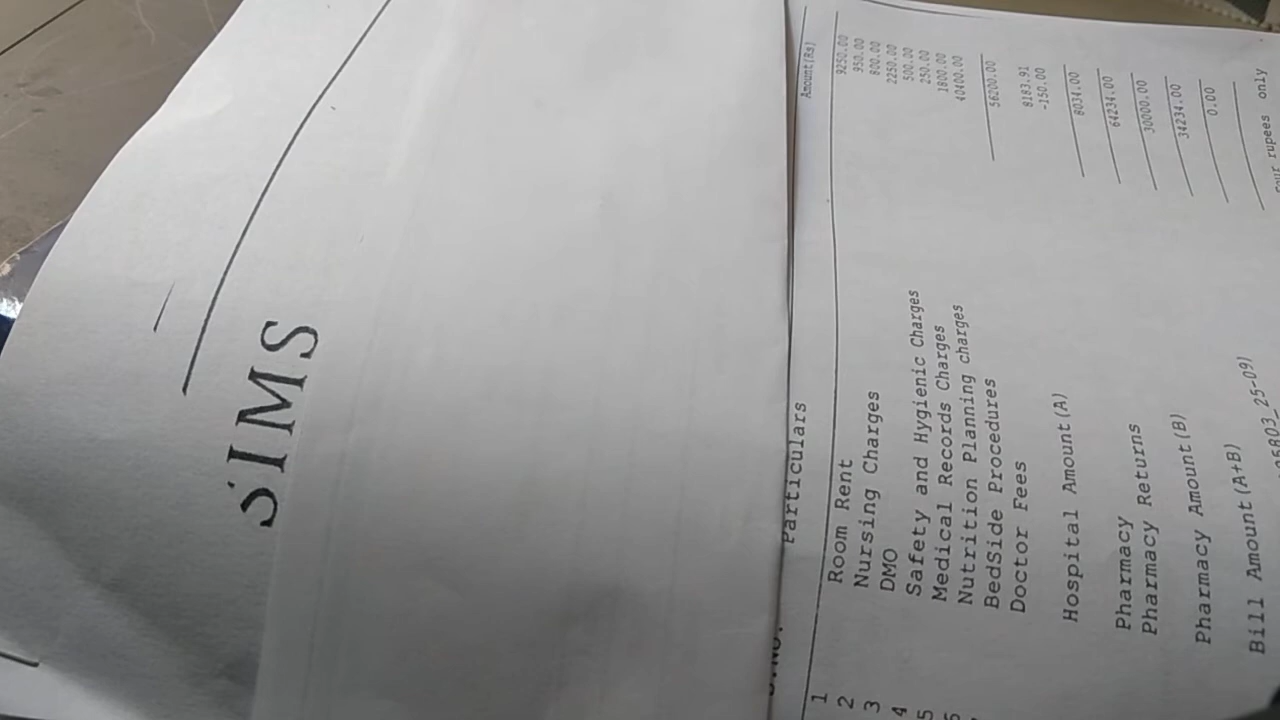 SIMS
Particulars Amount(Rs)
1 Room Rent 9250.00
2 Nursing Charges 950.00
3 DMO 800.00
4 Safety and Hygienic Charges 2250.00
5 Medical Records Charges 500.00
Nutrition Planning charges 250.00
BedSide Procedures 1800.00
Doctor Fees 40400.00
Hospital Amount(A) 56200.00
Pharmacy 8183.91
Pharmacy Returns -150.00
Pharmacy Amount(B) 8034.00
Bill Amount(A+B) 64234.00
30000.00
34234.00
0.00
rupees only